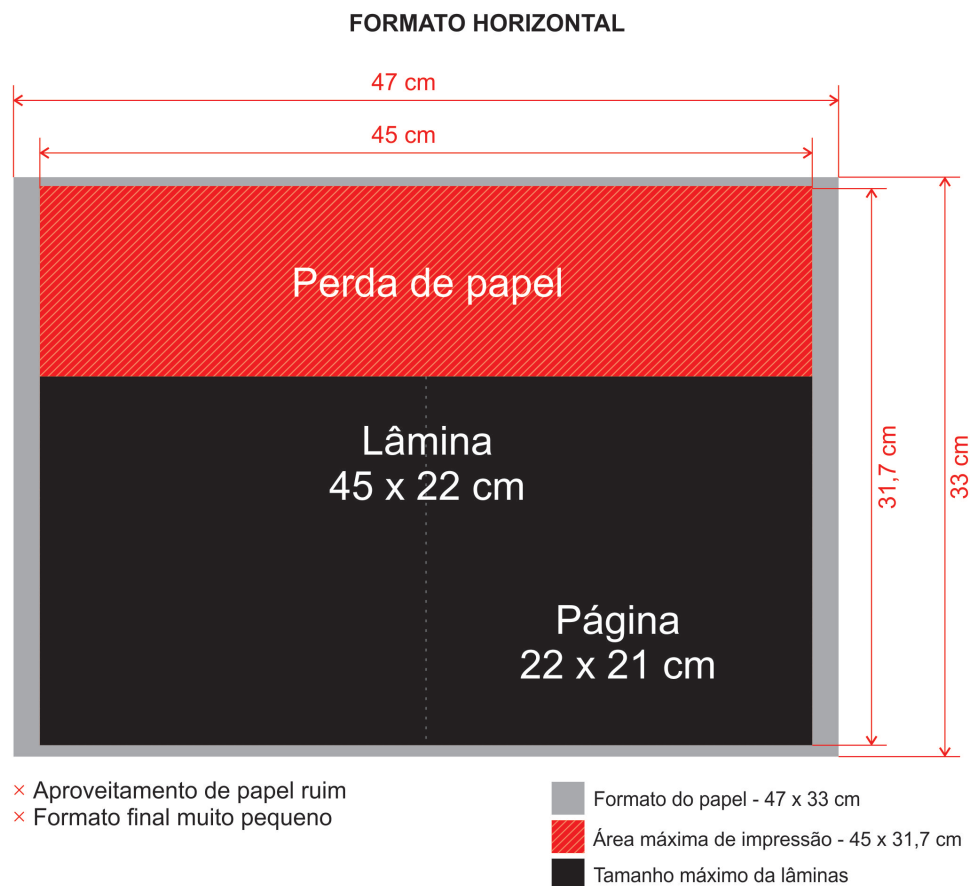 FORMATO HORIZONTAL
47 cm
45 cm
Perda de papel
Lâmina
45 x 22 cm
31,7 cm
33 cm
Página
22 x 21 cm
× Aproveitamento de papel ruim
× Formato final muito pequeno
Formato do papel - 47 x 33 cm
Área máxima de impressão - 45 x 31,7 cm
Tamanho máximo da lâminas